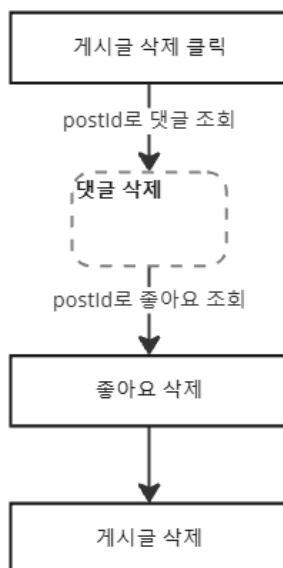 게시글 삭제 클릭
postId로 댓글 조회
댓글 삭제
postId로 좋아요 조회
좋아요 삭제
게시글 삭제